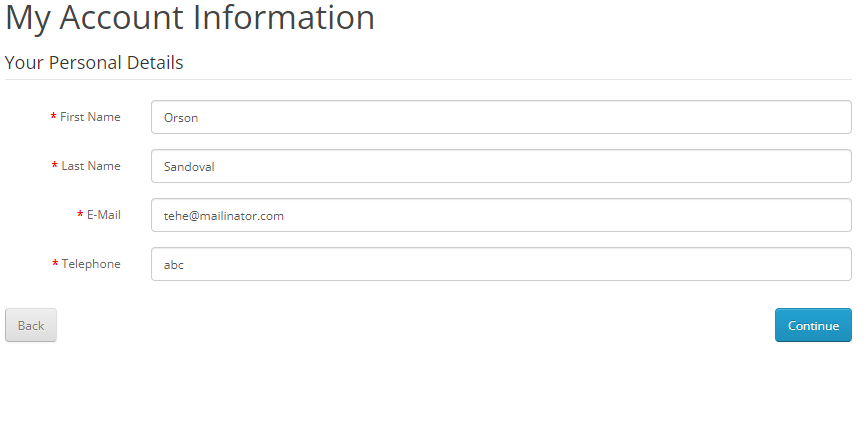 My Account Information
Your Personal Details
* First Name
Orson
* Last Name
Sandoval
* E-Mail
tehe@mailinator.com
* Telephone
abc
Back
Continue